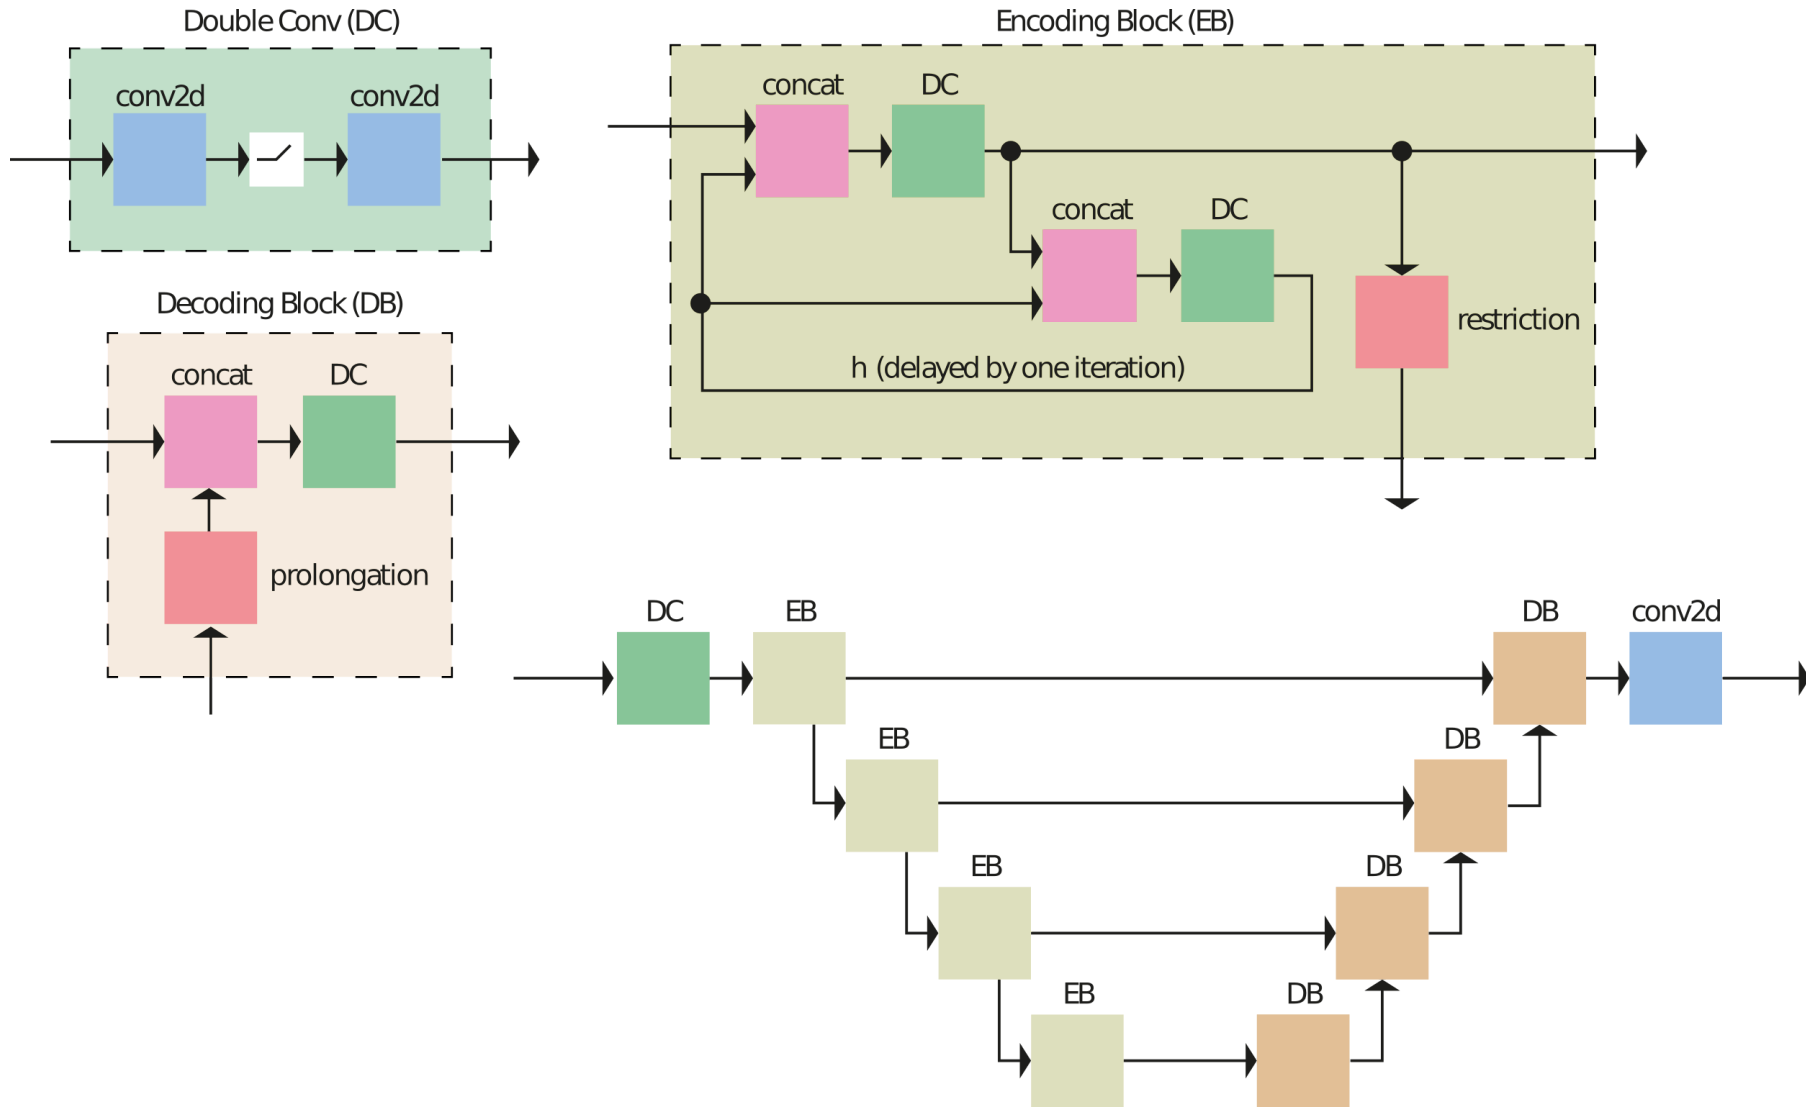 Double Conv (DC)
conv2d
conv2d
Encoding Block (EB)
concat
DC
concat
DC
restriction
h (delayed by one iteration)
Decoding Block (DB)
concat
DC
prolongation
DC
EB
DB
conv2d
EB
DB
EB
DB
EB
DB